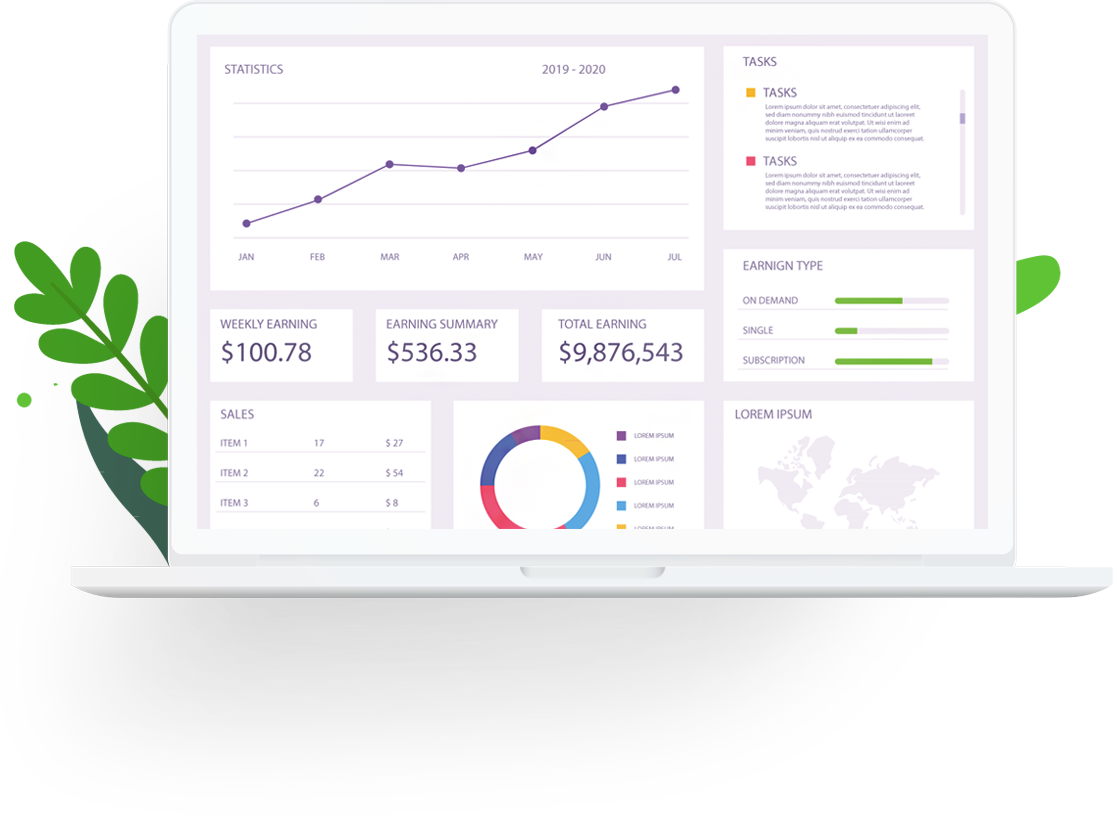 STATISTICS
2019 - 2020
JAN FEB MAR APR MAY JUN JUL
TASKS
TASKS
Lorem ipsum dolor sit amet, consectetuer adipiscing elit,
sed diam nonummy nibh euismod tincidunt ut laoreet
dolore magna aliquam erat volutpat. Ut wisi enim ad
minim veniam, quis nostrud exerci tation ullamcorper
suscipit lobortis nisl ut aliquip ex ea commodo consequat.
TASKS
Lorem ipsum dolor sit amet, consectetuer adipiscing elit,
sed diam nonummy nibh euismod tincidunt ut laoreet
dolore magna aliquam erat volutpat. Ut wisi enim ad
minim veniam, quis nostrud exerci tation ullamcorper
suscipit lobortis nisl ut aliquip ex ea commodo consequat.
EARNIGN TYPE
ON DEMAND
SINGLE
SUBSCRIPTION
WEEKLY EARNING
$100.78
EARNING SUMMARY
$536.33
TOTAL EARNING
$9,876,543
SALES
ITEM 1 17 $ 27
ITEM 2 22 $ 54
ITEM 3 6 $ 8
LOREM IPSUM
LOREM IPSUM
LOREM IPSUM
LOREM IPSUM
LOREM IPSUM
LOREM IPSUM